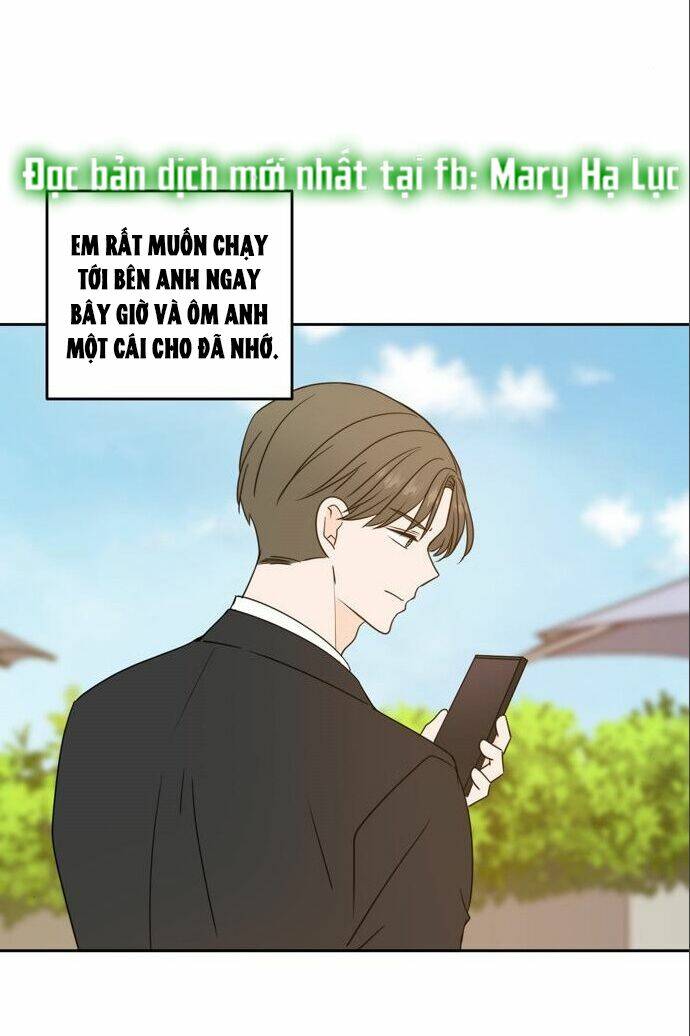 Đọc bản dịch mới nhất tại fb: Mary Hạ Lục
EM RẤT MUỐN CHẠY
TỚI BÊN ANH NGAY
BÂY GIỜ VÀ ÔM ANH
MỘT CÁI CHO ĐÃ NHỚ.